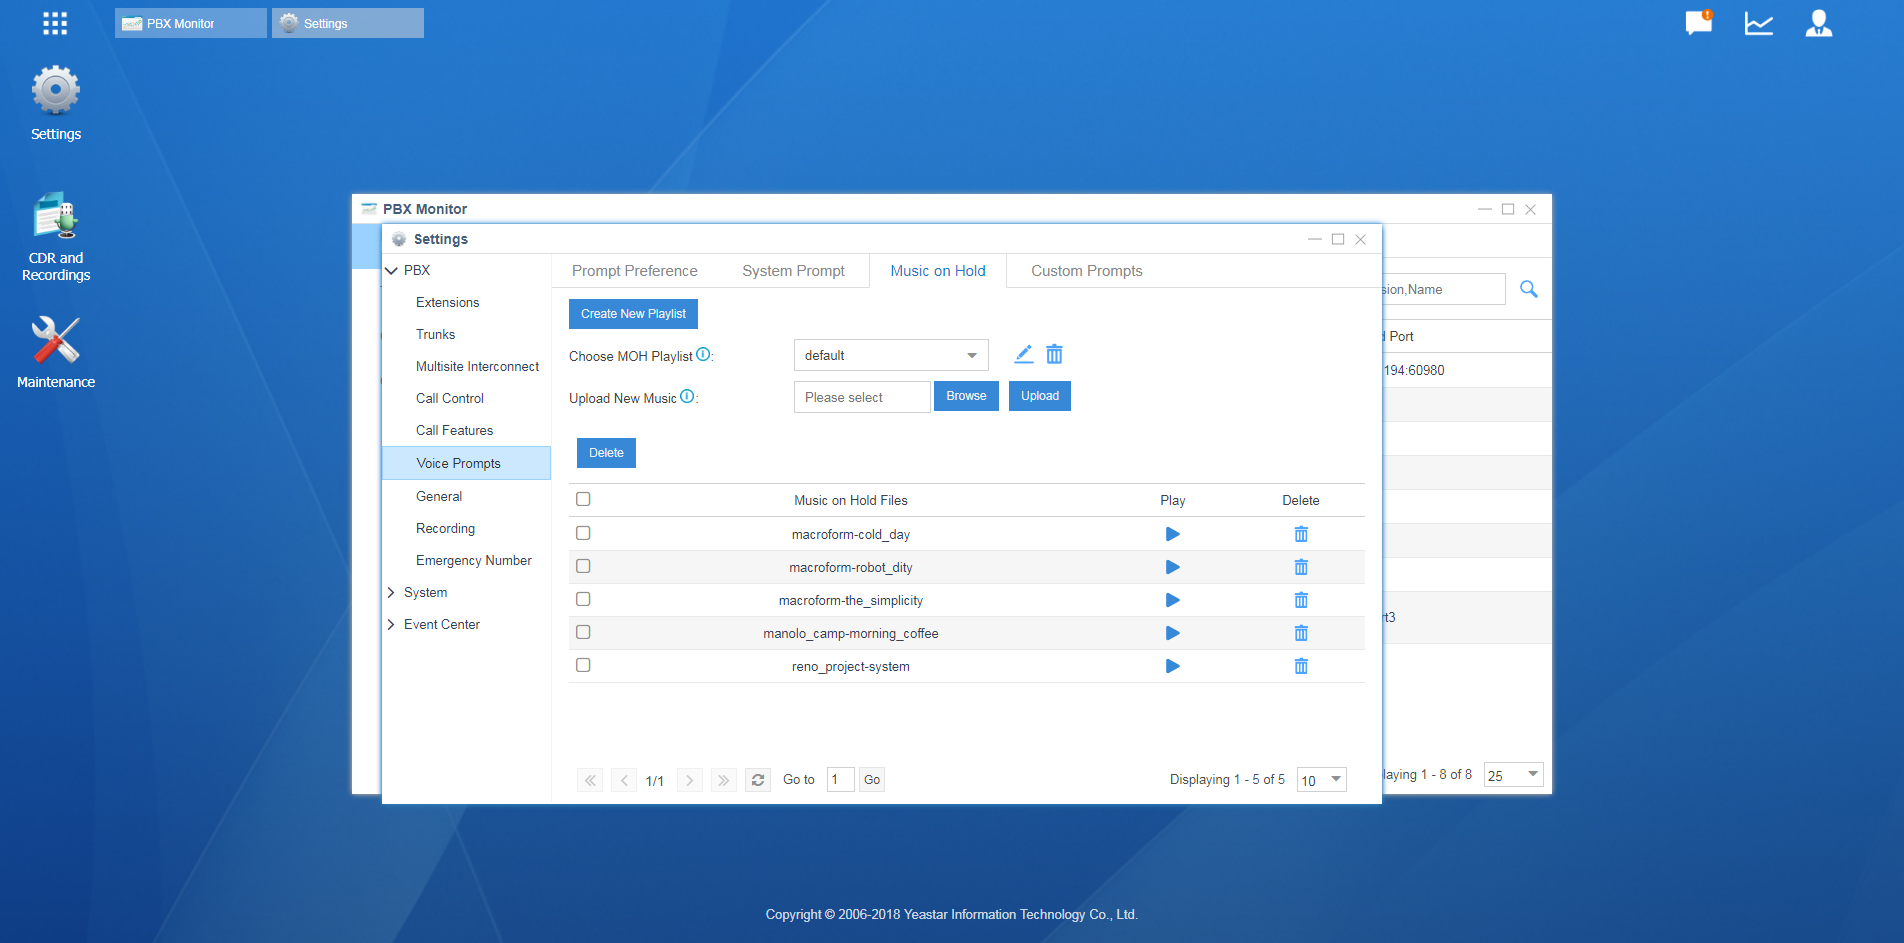 PBX Monitor
Settings
Settings
CDR and
Recordings
Maintenance
PBX Monitor
Settings
PBX
Extensions
Trunks
Multisite Interconnect
Call Control
Call Features
Voice Prompts
General
Recording
Emergency Number
System
Event Center
Prompt Preference System Prompt Music on Hold Custom Prompts
Create New Playlist
Choose MOH Playlist : default
Upload New Music : Please select Browse Upload
Delete
Music on Hold Files Play Delete
macroform-cold_day
macroform-robot_dity
macroform-the_simplicity
manolo_camp-morning_coffee
reno_project-system
1/1 Go to 1 Go Displaying 1 - 5 of 5 10
sion,Name
Port
194:60980
rt3
laying 1 - 8 of 8 25
Copyright © 2006-2018 Yeastar Information Technology Co., Ltd.